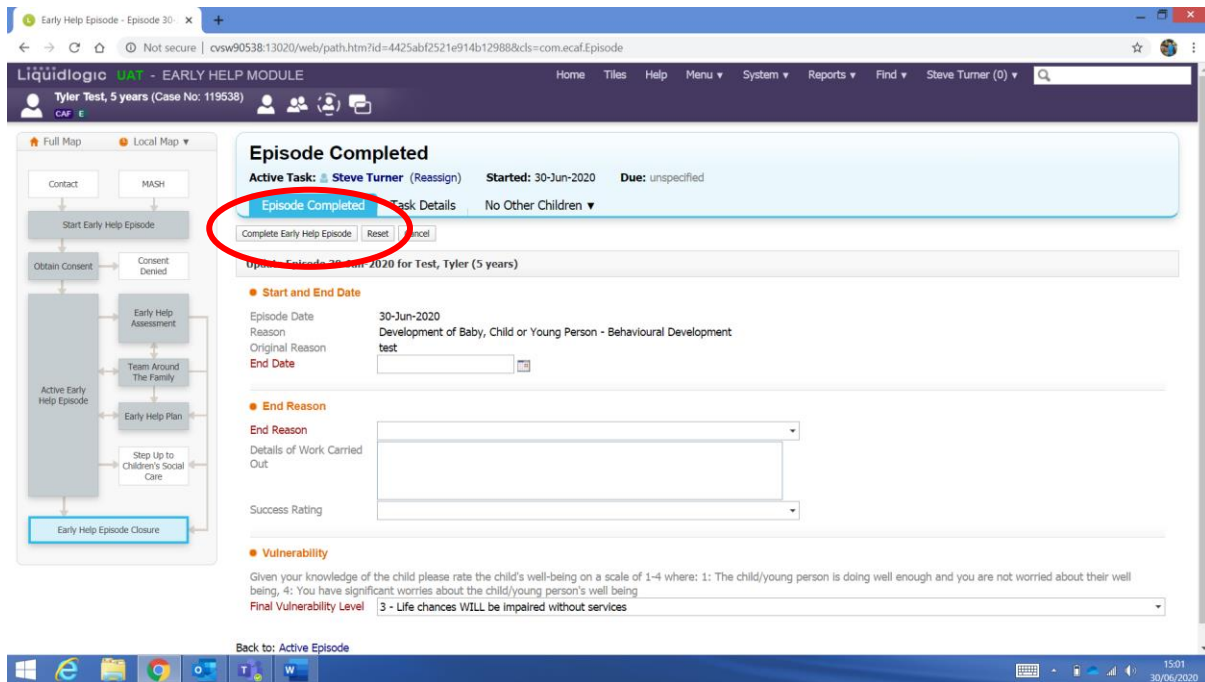 Early Help Episode - Episode 30-
Not secure | cvsw90538:13020/web/path.htm?id=4425abf2521e914b12988&cls=com.ecaf.Episode
Liquidlogic UAT - EARLY HELP MODULE Home Tiles Help Menu System Reports Find Steve Turner (0)
Tyler Test, 5 years (Case No: 119538)
CAF E
Full Map Local Map
Contact MASH
Start Early Help Episode
Obtain Consent
Consent
Denied
Early Help
Assessment
Team Around
The Family
Active Early
Help Episode
Early Help Plan
Step Up to
Children's Social
Care
Early Help Episode Closure
Episode Completed
Active Task: Steve Turner (Reassign) Started: 30-Jun-2020 Due: unspecified
Episode Completed Task Details No Other Children
Complete Early Help Episode Reset Cancel
Update Episode 30-Jun-2020 for Test, Tyler (5 years)
Start and End Date
Episode Date 30-Jun-2020
Reason Development of Baby, Child or Young Person - Behavioural Development
Original Reason test
End Date
End Reason
End Reason
Details of Work Carried
Out
Success Rating
Vulnerability
Given your knowledge of the child please rate the child's well-being on a scale of 1-4 where: 1: The child/young person is doing well enough and you are not worried about their well
being, 4: You have significant worries about the child/young person's well being
Final Vulnerability Level 3 - Life chances WILL be impaired without services
Back to: Active Episode
15:01
30/06/2020